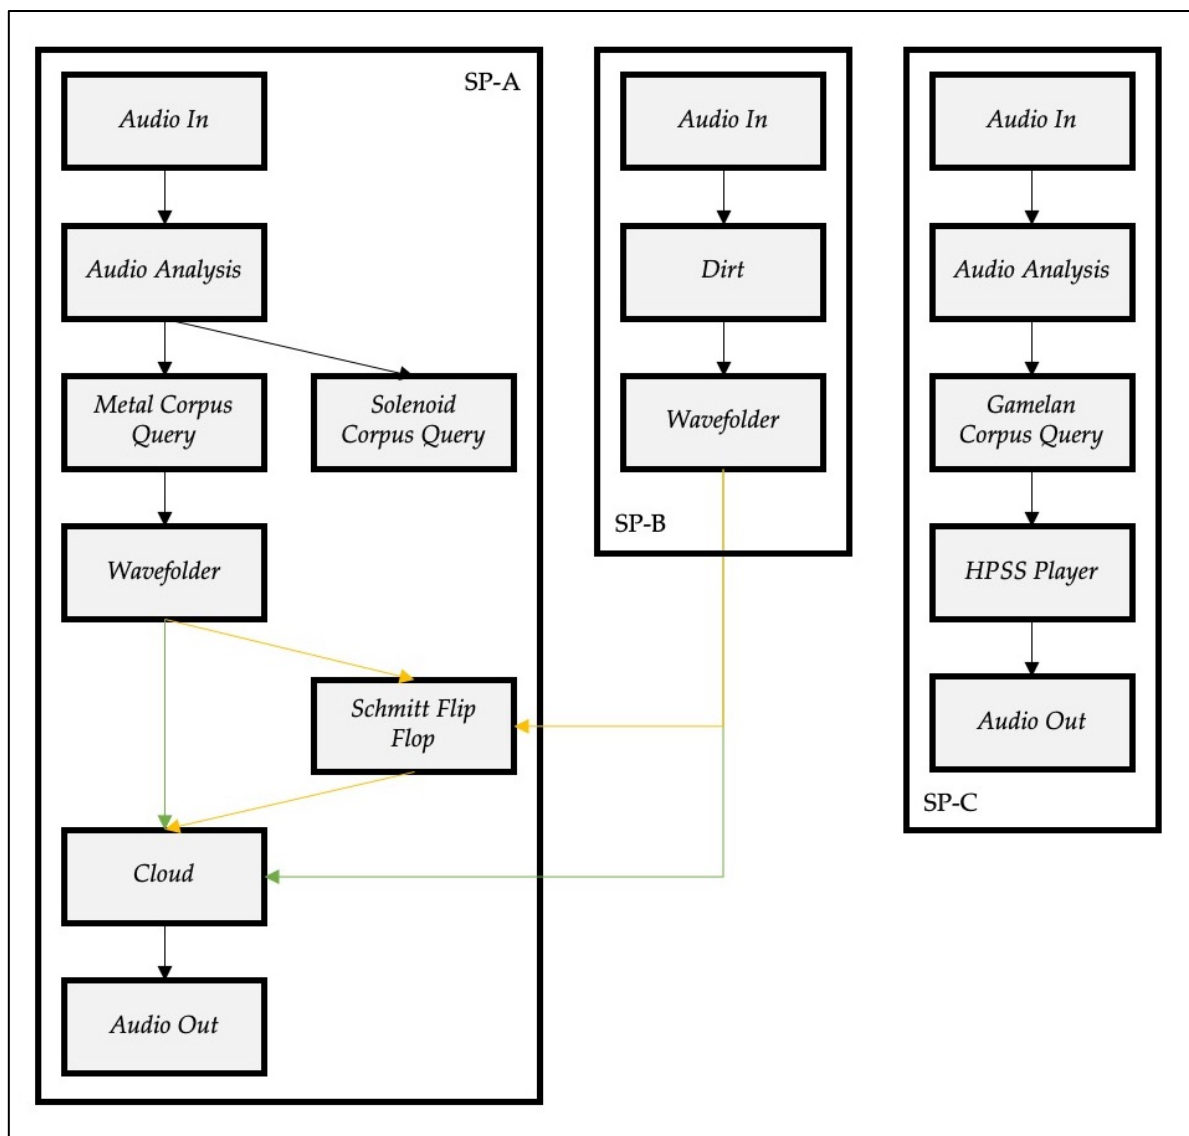 SP-A
Audio In
Audio Analysis
Metal Corpus
Query
Solenoid
Corpus Query
Wavefolder
Schmitt Flip
Flop
Cloud
Audio Out
Audio In
Dirt
Wavefolder
SP-B
Audio In
Audio Analysis
Gamelan
Corpus Query
HPSS Player
Audio Out
SP-C